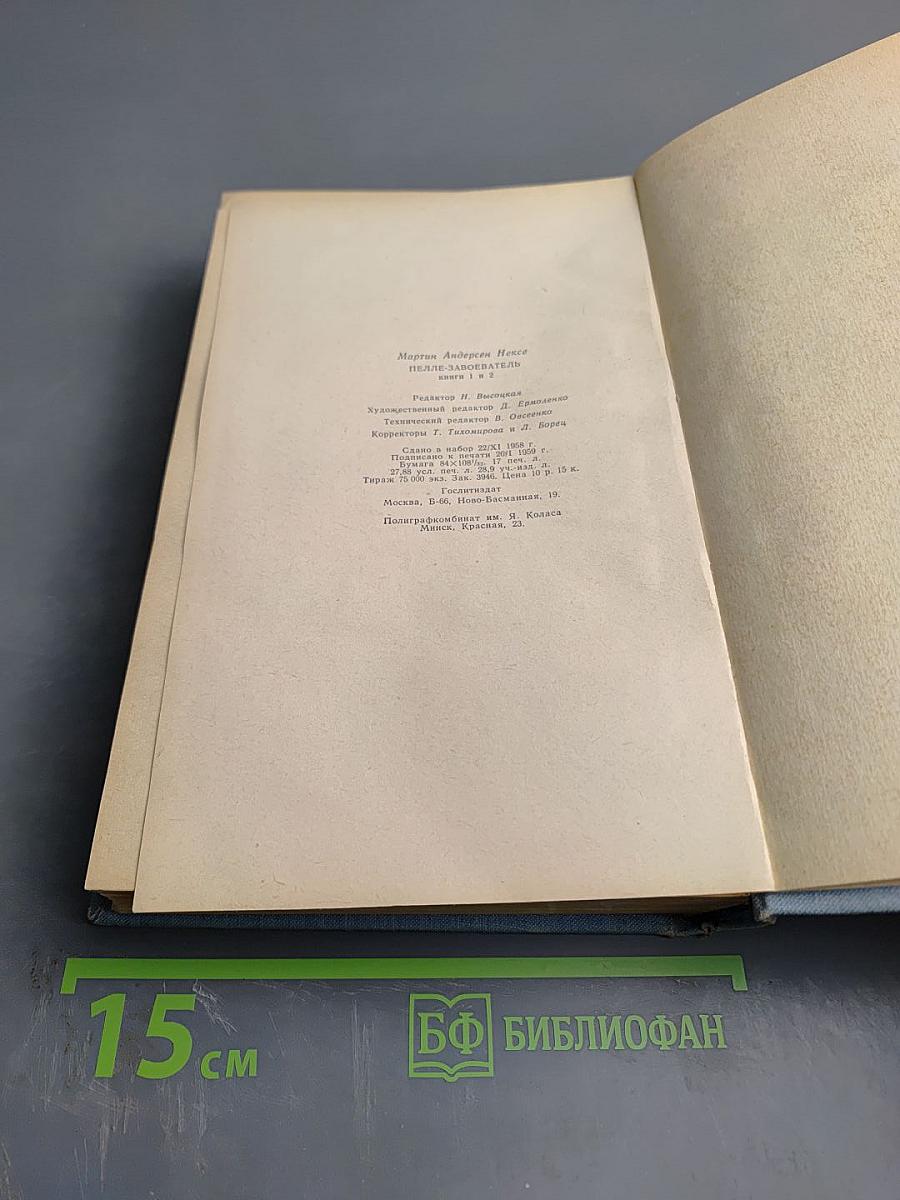 Мартин Андерсен Нексе
ПЕЛЛЕ-ЗАВОЕВАТЕЛЬ
книги 1 и 2
Редактор Н. Высоцкая
Художественный редактор Д. Ермоленко
Технический редактор В. Овсеенко
Корректоры Т. Тихомирова и Л. Борец
Сдано в набор 22/XI 1958 г.
Подписано к печати 20/I 1959 г.
Бумага 84×108¹/₃₂. 17 печ. л.
27,88 усл. печ. л. 28,9 уч.-изд. л.
Тираж 75 000 экз. Зак. 3946. Цена 10 р. 15 к.
Гослитиздат
Москва, Б-66, Ново-Басманная, 19.
Полиграфкомбинат им. Я. Коласа
Минск, Красная, 23.
15 см
БФ БИБЛИОФАН